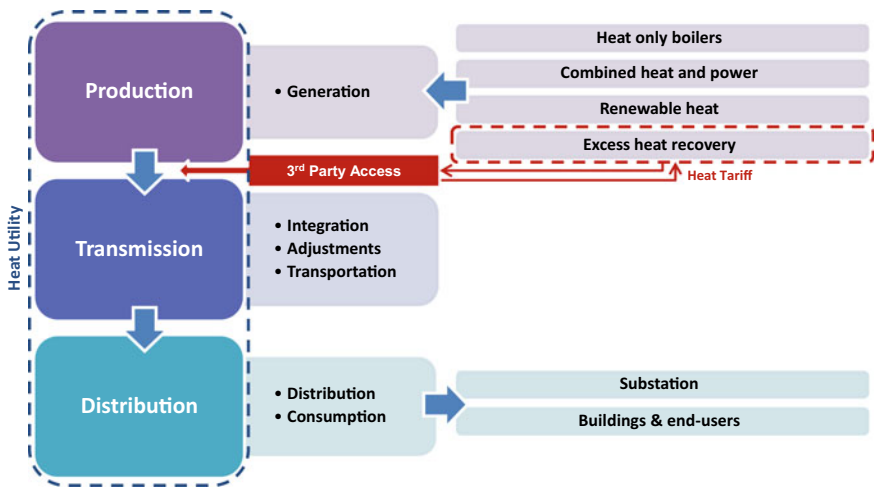 Heat Utility
Production
• Generation
Heat only boilers
Combined heat and power
Renewable heat
Excess heat recovery
3rd Party Access
Heat Tariff
Transmission
• Integration
• Adjustments
• Transportation
Distribution
• Distribution
• Consumption
Substation
Buildings & end-users